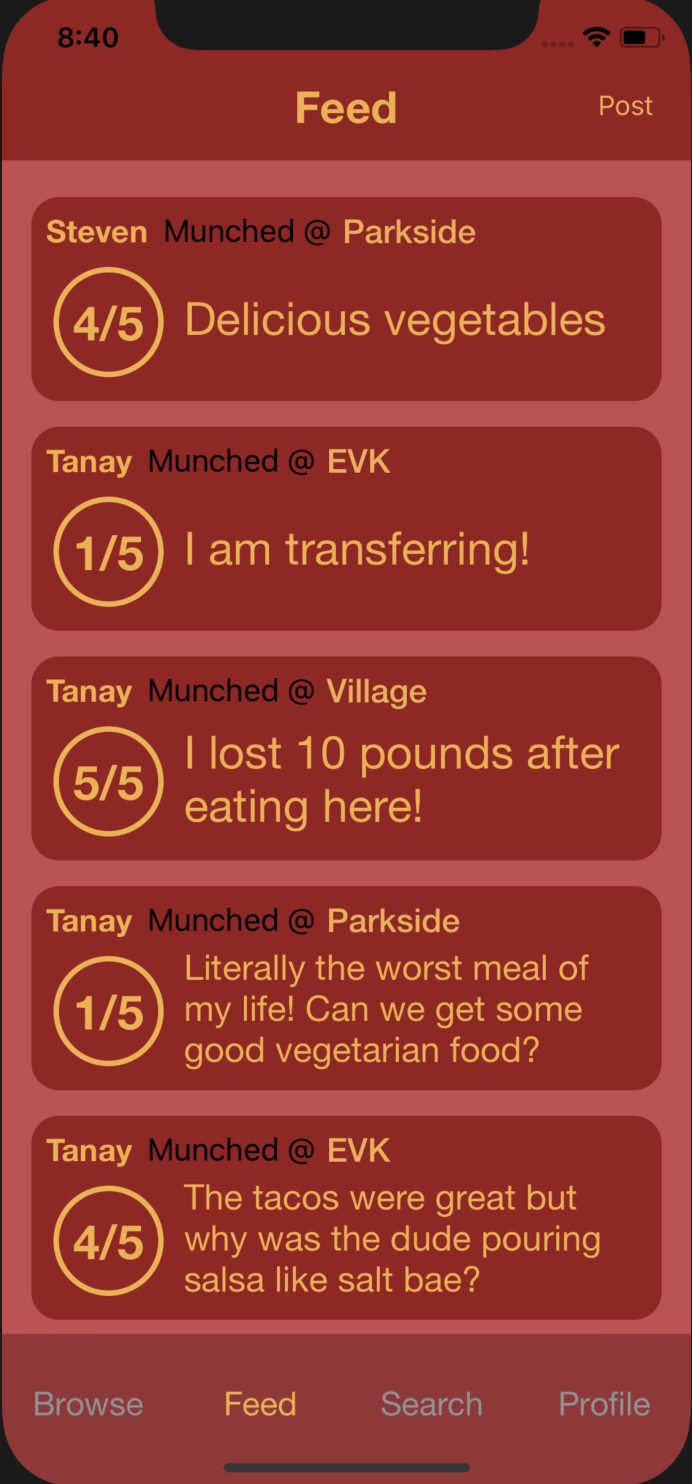 8:40
Feed
Post
Steven Munched @ Parkside
4/5
Delicious vegetables
Tanay Munched @ EVK
1/5
I am transferring!
Tanay Munched @ Village
5/5
I lost 10 pounds after
eating here!
Tanay Munched @ Parkside
1/5
Literally the worst meal of
my life! Can we get some
good vegetarian food?
Tanay Munched @ EVK
4/5
The tacos were great but
why was the dude pouring
salsa like salt bae?
Browse
Feed
Search
Profile